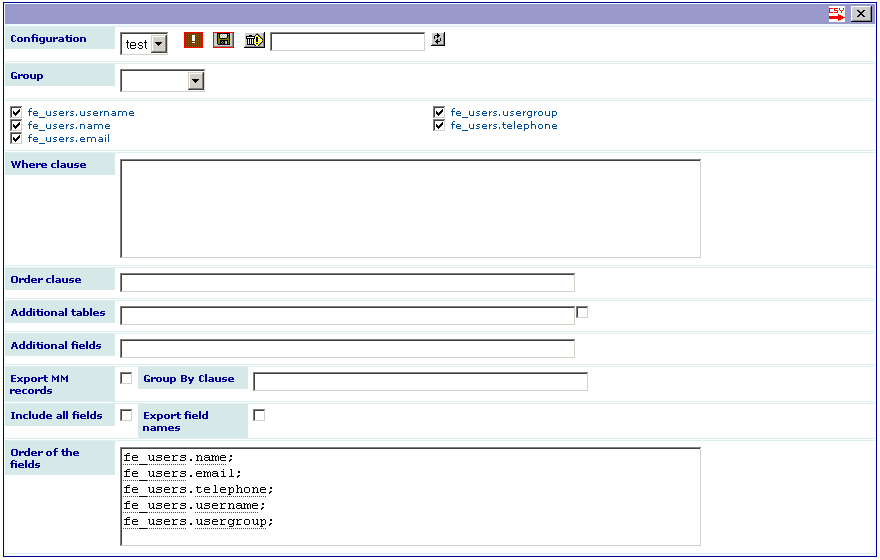 CSV
Configuration
test
Group
fe_users.username
fe_users.usergroup
fe_users.name
fe_users.telephone
fe_users.email
Where clause
Order clause
Additional tables
Additional fields
Export MM
records
Group By Clause
Include all fields
Export field
names
Order of the
fields
fe_users.name;
fe_users.email;
fe_users.telephone;
fe_users.username;
fe_users.usergroup;